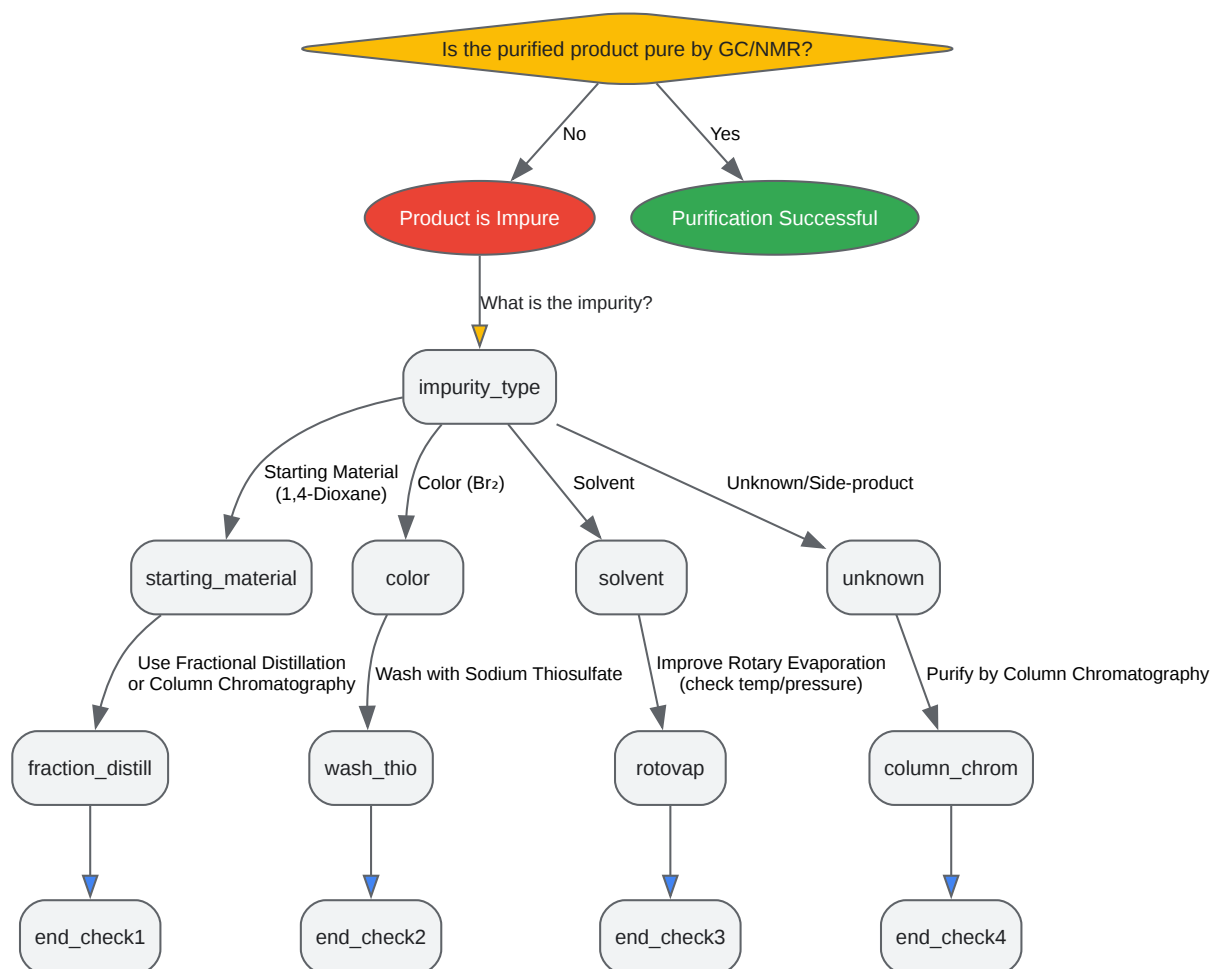 Is the purified product pure by GC/NMR?
No
Yes
Product is Impure
Purification Successful
What is the impurity?
impurity_type
Starting Material
(1,4-Dioxane)
Color (Br₂)
Solvent
Unknown/Side-product
starting_material
color
solvent
unknown
Use Fractional Distillation
or Column Chromatography
Wash with Sodium Thiosulfate
Improve Rotary Evaporation
(check temp/pressure)
Purify by Column Chromatography
fraction_distill
wash_thio
rotovap
column_chrom
end_check1
end_check2
end_check3
end_check4